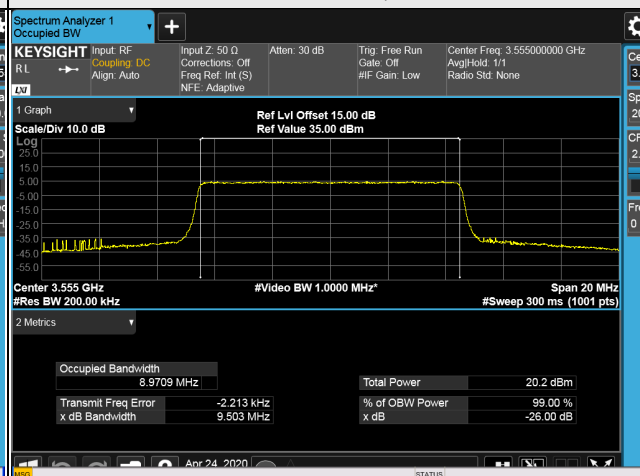 Spectrum Analyzer 1
Occupied BW
KEYSIGHT
RL
LXI
Input: RF
Coupling: DC
Align: Auto
Input Z: 50 Ω
Corrections: Off
Freq Ref: Int (S)
NFE: Adaptive
Atten: 30 dB
Trig: Free Run
Gate: Off
#IF Gain: Low
Center Freq: 3.555000000 GHz
Avg|Hold: 1/1
Radio Std: None
1 Graph
Scale/Div 10.0 dB
Ref Lvl Offset 15.00 dB
Ref Value 35.00 dBm
Log
25.0
15.0
5.00
-5.00
-15.0
-25.0
-35.0
-45.0
-55.0
Center 3.555 GHz
#Res BW 200.00 kHz
#Video BW 1.0000 MHz*
Span 20 MHz
#Sweep 300 ms (1001 pts)
2 Metrics
Occupied Bandwidth
8.9709 MHz
Total Power 20.2 dBm
Transmit Freq Error -2.213 kHz
% of OBW Power 99.00 %
x dB Bandwidth 9.503 MHz
x dB -26.00 dB
Apr 24, 2020
MSG
STATUS